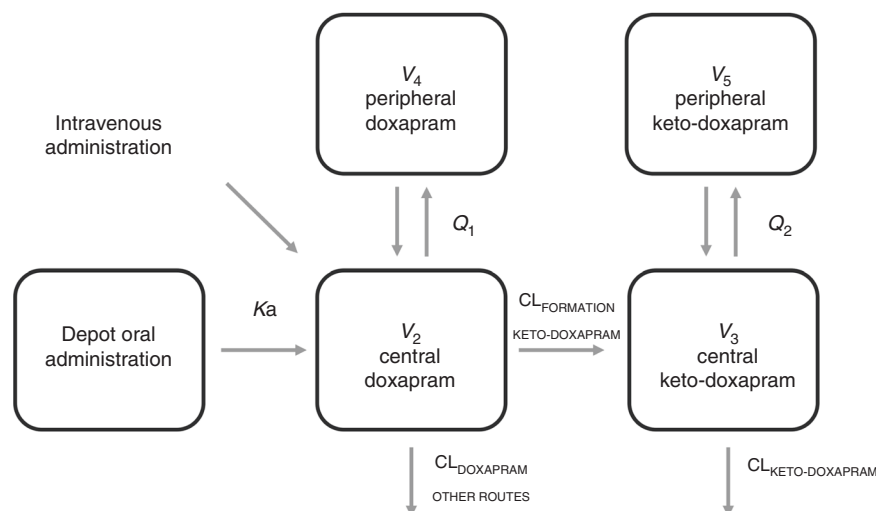 V4
peripheral
doxapram
V5
peripheral
keto-doxapram
Intravenous
administration
Q1
Q2
Depot oral
administration
Ka
V2
central
doxapram
CLFORMATION
KETO-DOXAPRAM
V3
central
keto-doxapram
CLDOXAPRAM
OTHER ROUTES
CLKETO-DOXAPRAM